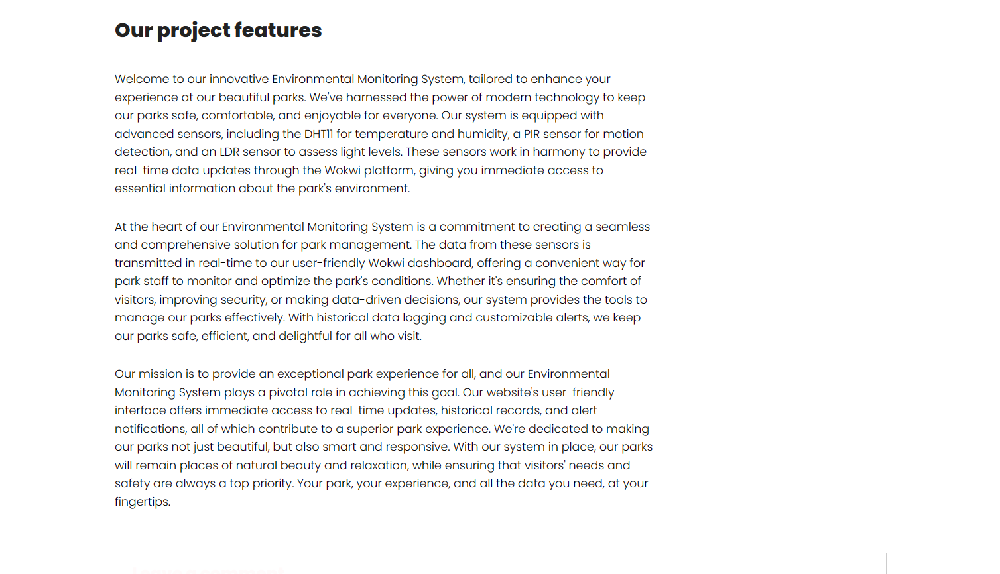 Our project features
Welcome to our innovative Environmental Monitoring System, tailored to enhance your
experience at our beautiful parks. We've harnessed the power of modern technology to keep
our parks safe, comfortable, and enjoyable for everyone. Our system is equipped with
advanced sensors, including the DHT11 for temperature and humidity, a PIR sensor for motion
detection, and an LDR sensor to assess light levels. These sensors work in harmony to provide
real-time data updates through the Wokwi platform, giving you immediate access to
essential information about the park's environment.
At the heart of our Environmental Monitoring System is a commitment to creating a seamless
and comprehensive solution for park management. The data from these sensors is
transmitted in real-time to our user-friendly Wokwi dashboard, offering a convenient way for
park staff to monitor and optimize the park's conditions. Whether it's ensuring the comfort of
visitors, improving security, or making data-driven decisions, our system provides the tools to
manage our parks effectively. With historical data logging and customizable alerts, we keep
our parks safe, efficient, and delightful for all who visit.
Our mission is to provide an exceptional park experience for all, and our Environmental
Monitoring System plays a pivotal role in achieving this goal. Our website's user-friendly
interface offers immediate access to real-time updates, historical records, and alert
notifications, all of which contribute to a superior park experience. We're dedicated to making
our parks not just beautiful, but also smart and responsive. With our system in place, our parks
will remain places of natural beauty and relaxation, while ensuring that visitors' needs and
safety are always a top priority. Your park, your experience, and all the data you need, at your
fingertips.